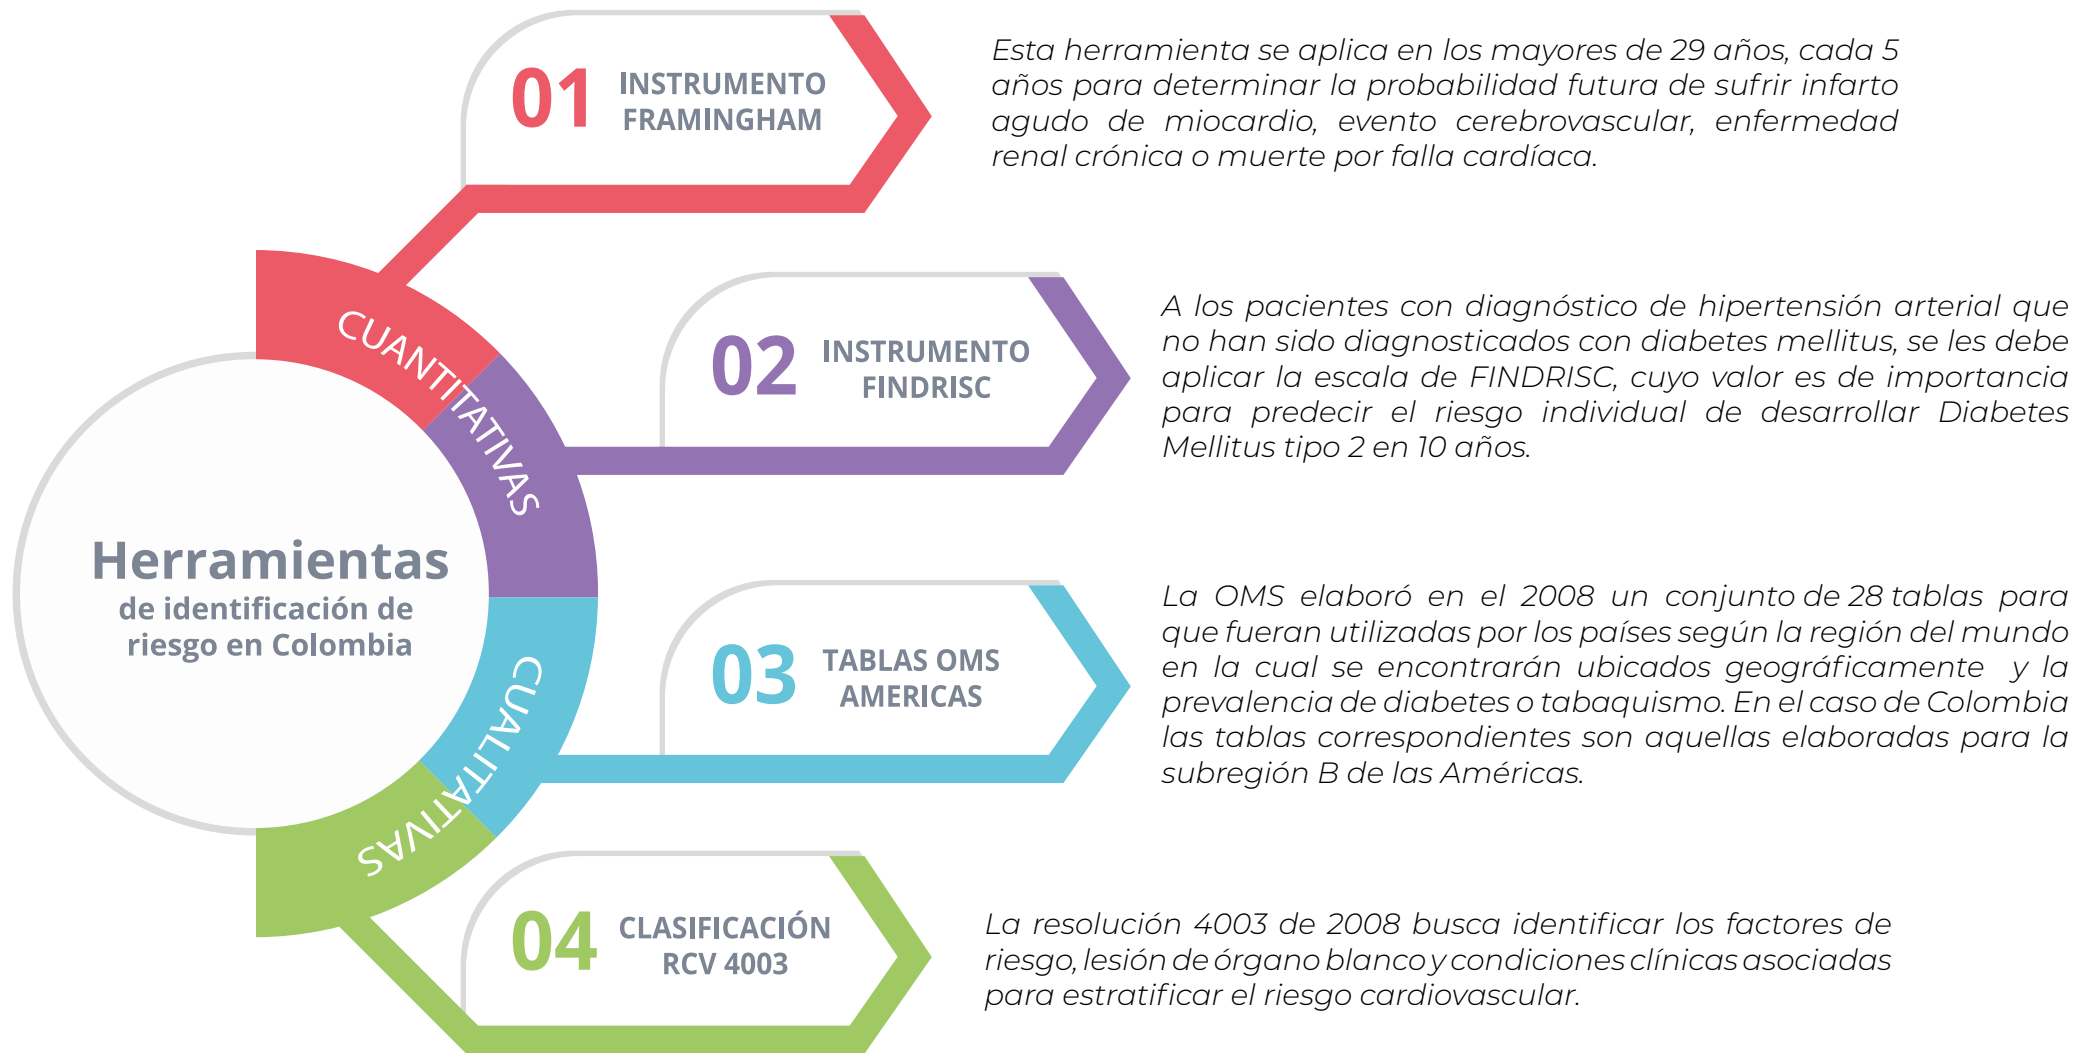 Herramientas
de identificación de
riesgo en Colombia
CUANTITATIVAS
CUALITATIVAS
01
INSTRUMENTO
FRAMINGHAM
Esta herramienta se aplica en los mayores de 29 años, cada 5
años para determinar la probabilidad futura de sufrir infarto
agudo de miocardio, evento cerebrovascular, enfermedad
renal crónica o muerte por falla cardíaca.
02
INSTRUMENTO
FINDRISC
A los pacientes con diagnóstico de hipertensión arterial que
no han sido diagnosticados con diabetes mellitus, se les debe
aplicar la escala de FINDRISC, cuyo valor es de importancia
para predecir el riesgo individual de desarrollar Diabetes
Mellitus tipo 2 en 10 años.
03
TABLAS OMS
AMERICAS
La OMS elaboró en el 2008 un conjunto de 28 tablas para
que fueran utilizadas por los países según la región del mundo
en la cual se encontrarán ubicados geográficamente y la
prevalencia de diabetes o tabaquismo. En el caso de Colombia
las tablas correspondientes son aquellas elaboradas para la
subregión B de las Américas.
04
CLASIFICACIÓN
RCV 4003
La resolución 4003 de 2008 busca identificar los factores de
riesgo, lesión de órgano blanco y condiciones clínicas asociadas
para estratificar el riesgo cardiovascular.